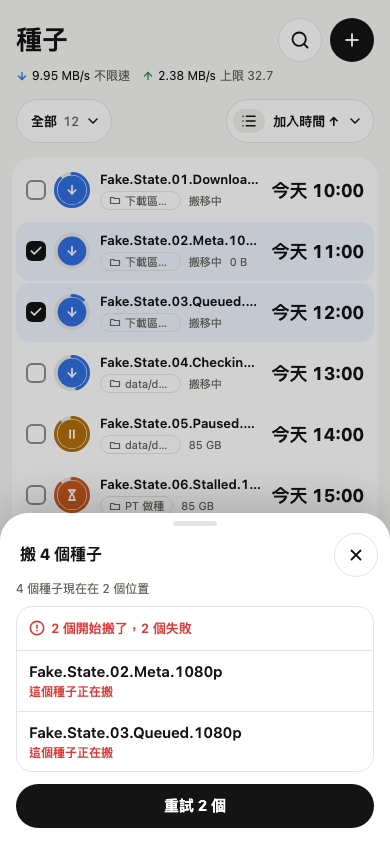 種子
9.95 MB/s 不限速 2.38 MB/s 上限 32.7
全部 12
加入時間
Fake.State.01.Downloa... 今天 10:00
下載區... 搬移中
Fake.State.02.Meta.10... 今天 11:00
下載區... 搬移中 0 B
Fake.State.03.Queued.... 今天 12:00
下載區... 搬移中
Fake.State.04.Checkin... 今天 13:00
data/d... 搬移中
Fake.State.05.Paused.... 今天 14:00
data/d... 85 GB
Fake.State.06.Stalled.1... 今天 15:00
PT 做種 85 GB
搬 4 個種子
4 個種子現在在 2 個位置
2 個開始搬了，2 個失敗
Fake.State.02.Meta.1080p
這個種子正在搬
Fake.State.03.Queued.1080p
這個種子正在搬
重試 2 個